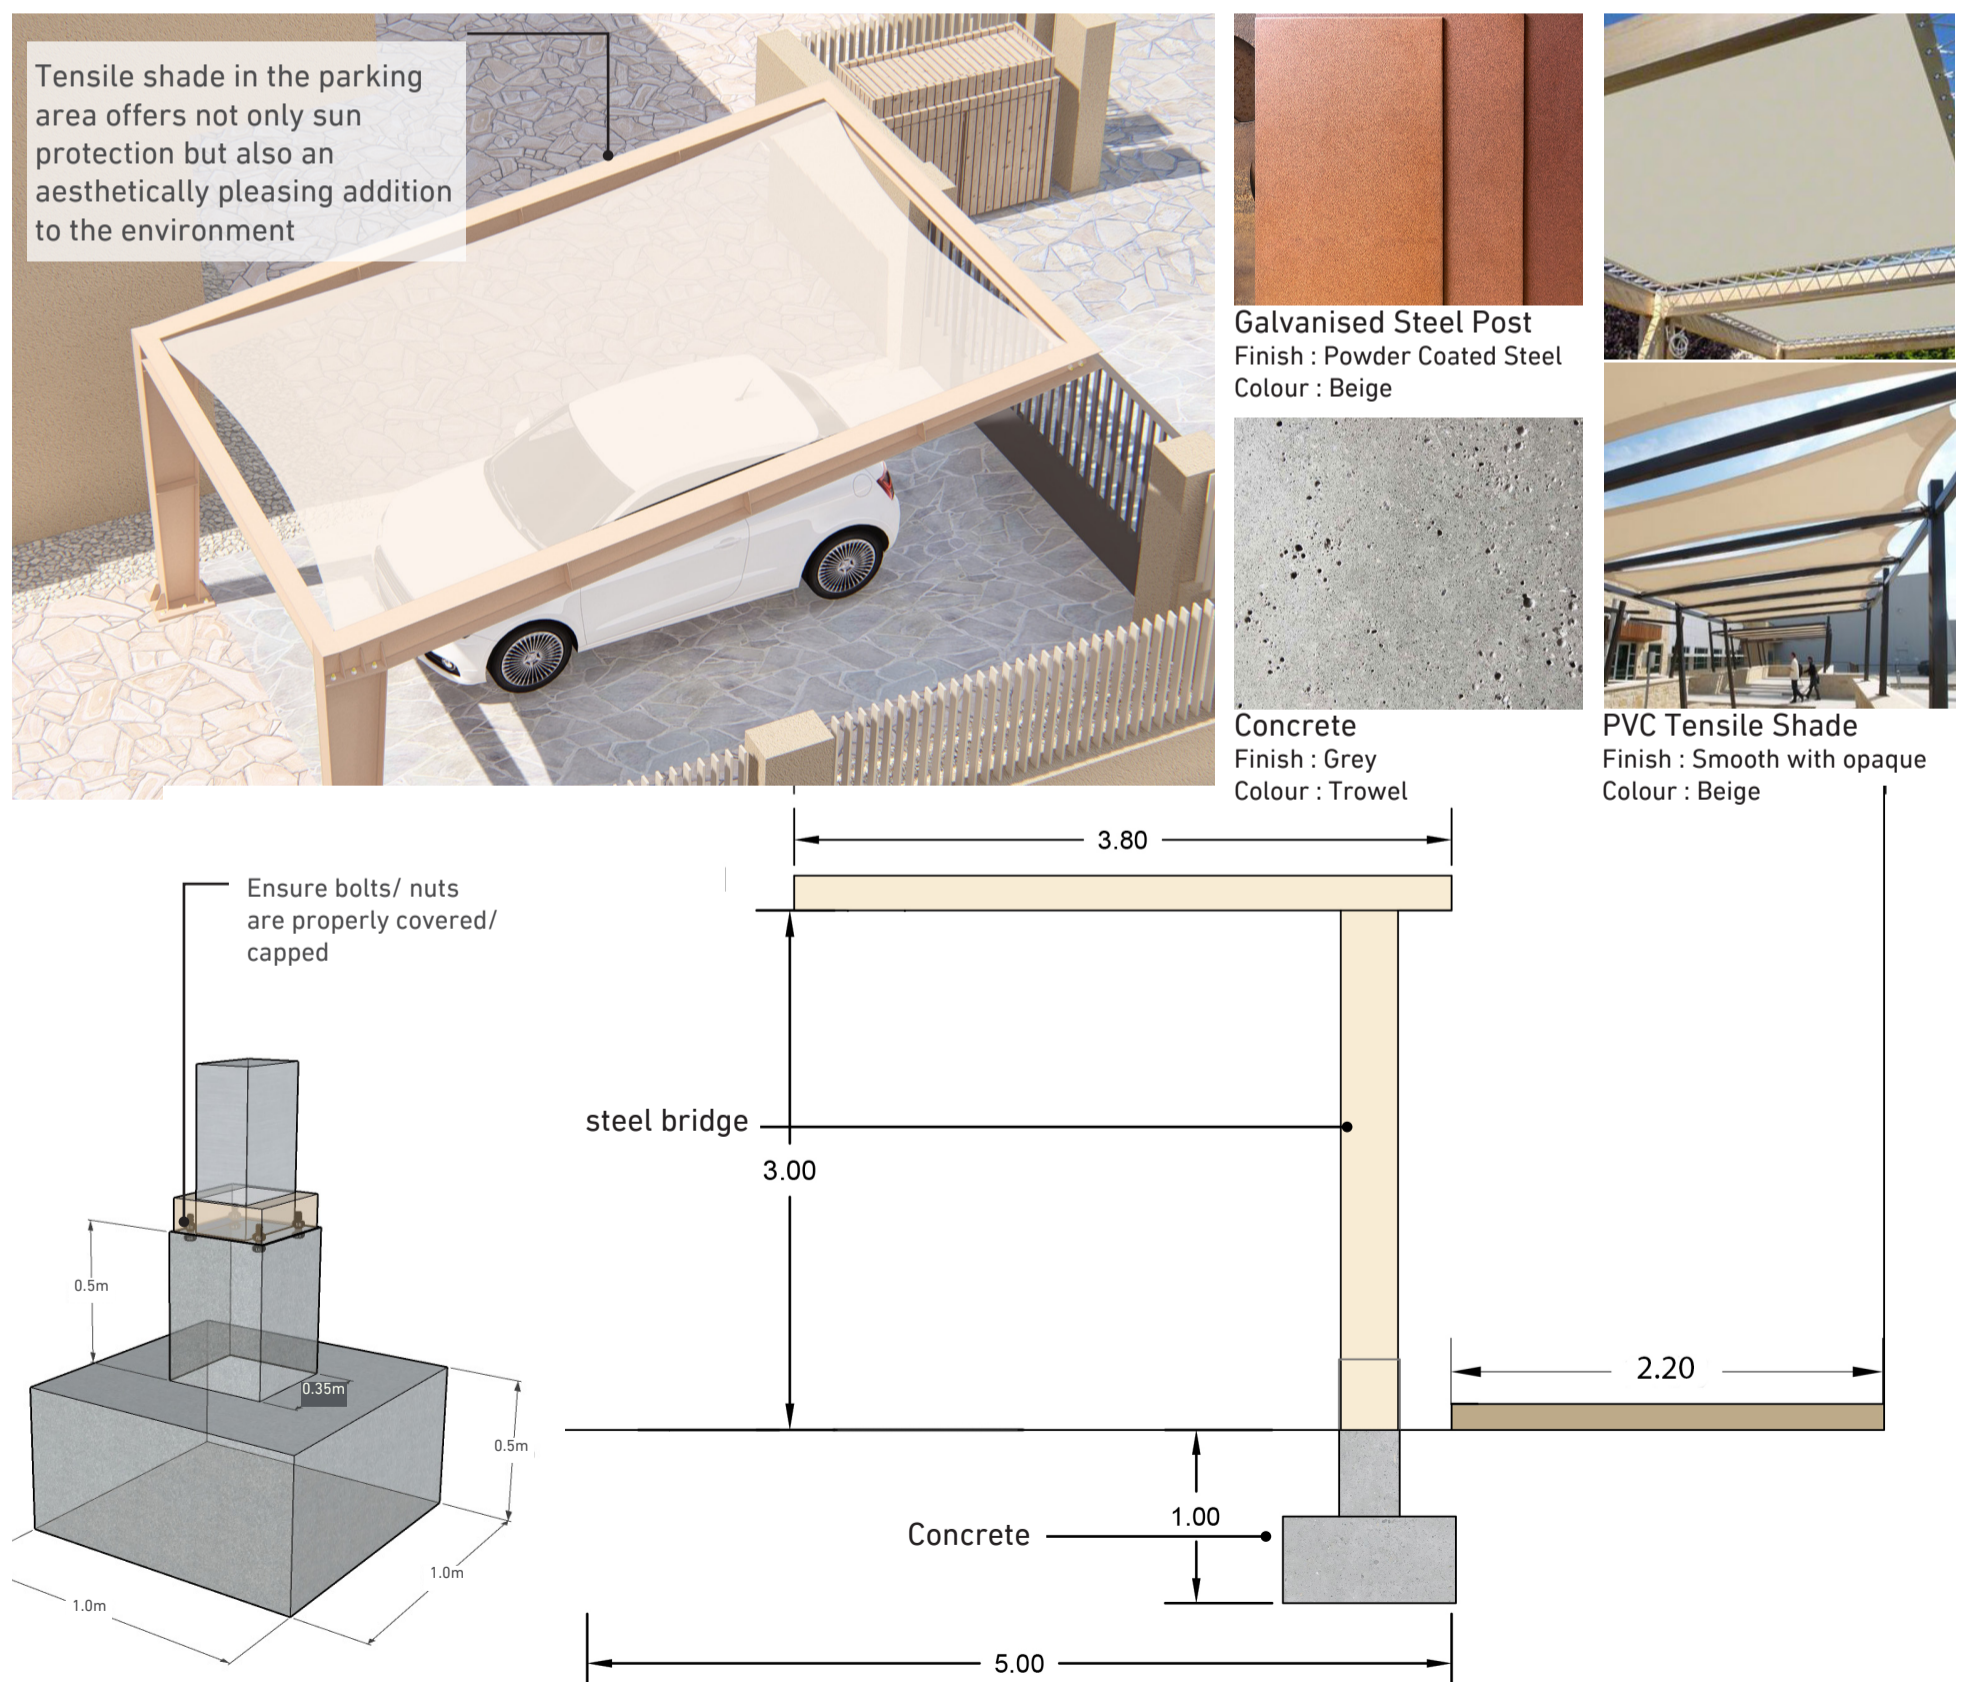 Tensile shade in the parking
area offers not only sun
protection but also an
aesthetically pleasing addition
to the environment
Galvanised Steel Post
Finish : Powder Coated Steel
Colour : Beige
Concrete
Finish : Grey
Colour : Trowel
PVC Tensile Shade
Finish : Smooth with opaque
Colour : Beige
3.80
Ensure bolts/ nuts
are properly covered/
capped
steel bridge
3.00
0.5m
0.35m
0.5m
1.0m
1.0m
2.20
1.00
Concrete
5.00